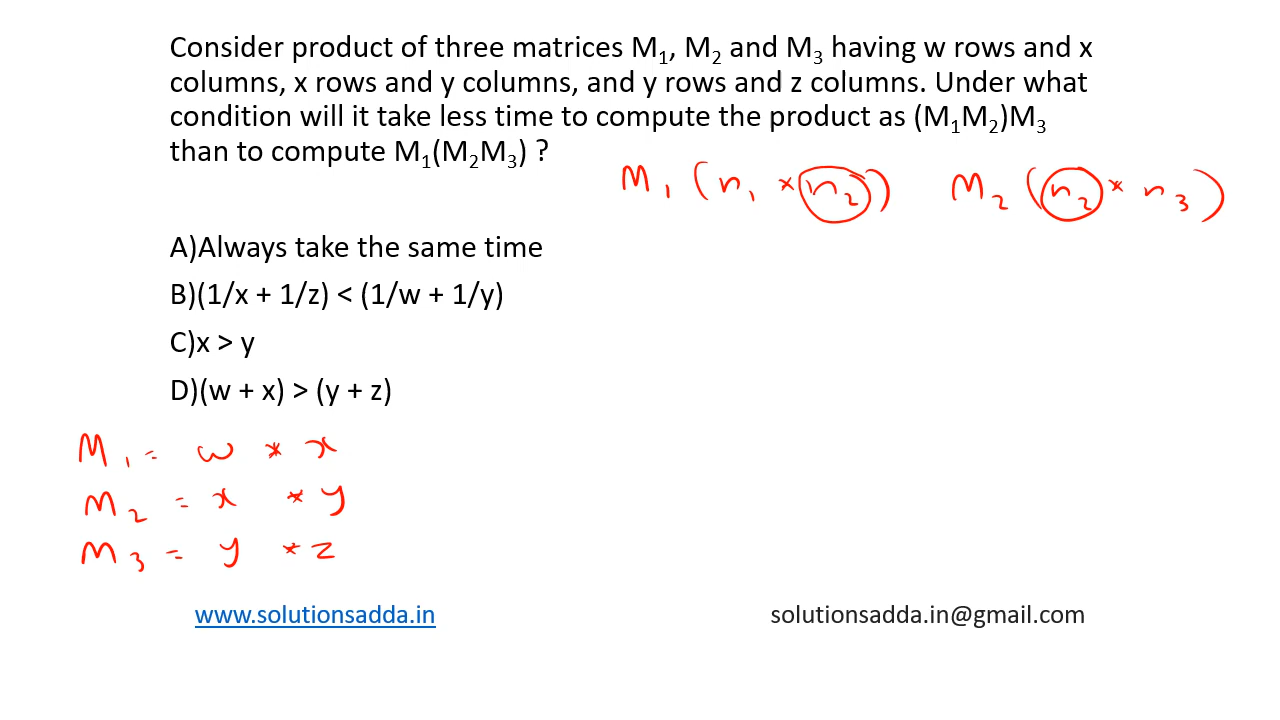 Consider product of three matrices M₁, M₂ and M₃ having w rows and x
columns, x rows and y columns, and y rows and z columns. Under what
condition will it take less time to compute the product as (M₁M₂)M₃
than to compute M₁(M₂M₃) ?
M₁ (n₁ * n₂) M₂ (n₂ * n₃)
A)Always take the same time
B)(1/x + 1/z) < (1/w + 1/y)
C)x > y
D)(w + x) > (y + z)
M₁ = w * x
M₂ = x * y
M₃ = y * z
www.solutionsadda.in solutionsadda.in@gmail.com